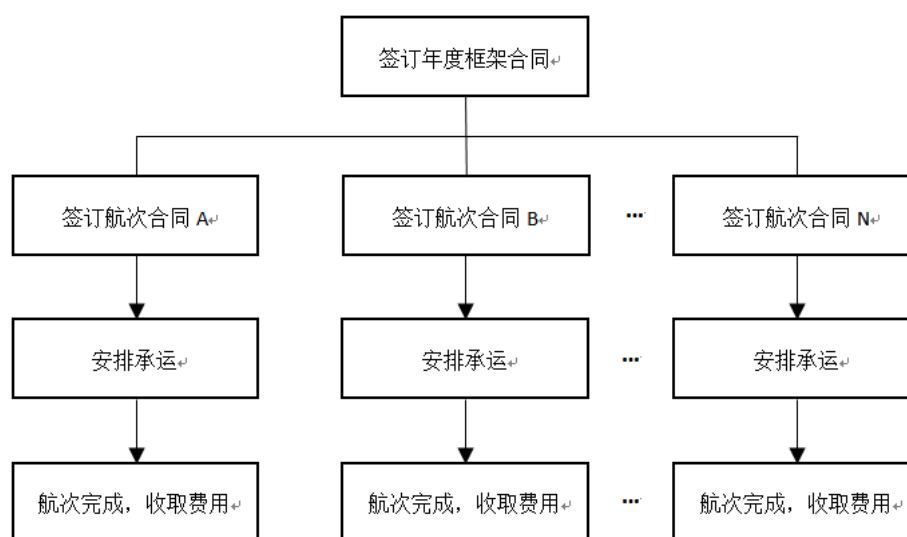 签订年度框架合同
签订航次合同 A
签订航次合同 B
...
签订航次合同 N
安排承运
安排承运
...
安排承运
航次完成，收取费用
航次完成，收取费用
...
航次完成，收取费用